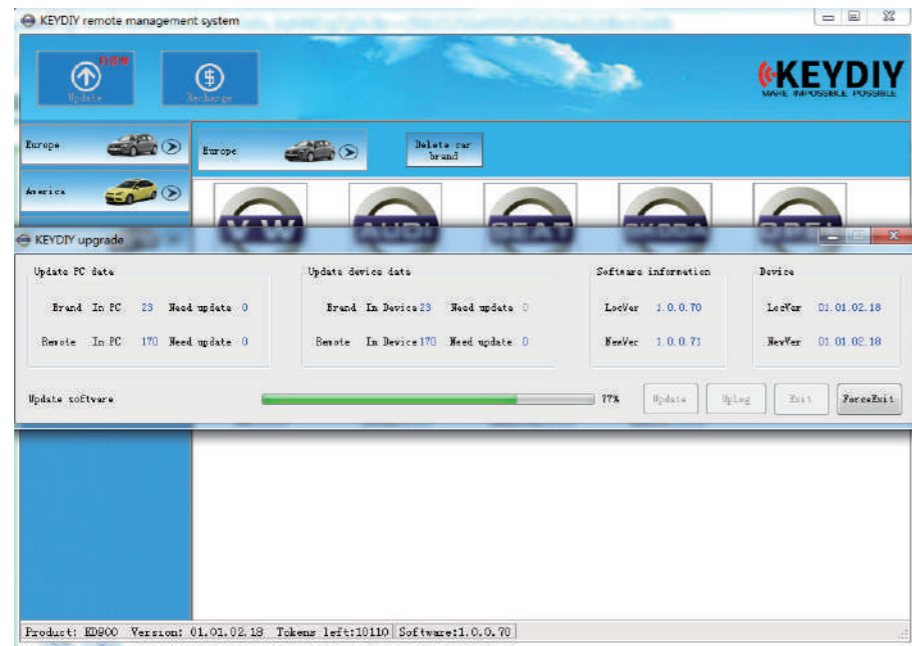 KEYDIY remote management system
new
Update
Recharge
KEYDIY
MAKE IMPOSSIBLE POSSIBLE
Europe
Europe
Delete car
brand
America
VW AUDI SEAT SKODA OPEL
KEYDIY upgrade
Update PC data
Update device data
Software information
Device
Brand In PC 23 Need update 0
Brand In Device 23 Need update 0
LocVer 1.0.0.70
LocVer 01.01.02.18
Remote In PC 170 Need update 0
Remote In Device 170 Need update 0
NewVer 1.0.0.71
NewVer 01.01.02.18
Update software
77%
Update
Uplog
Exit
ForceExit
Product: KD900 Version: 01.01.02.18 Tokens left:10110 Software:1.0.0.70